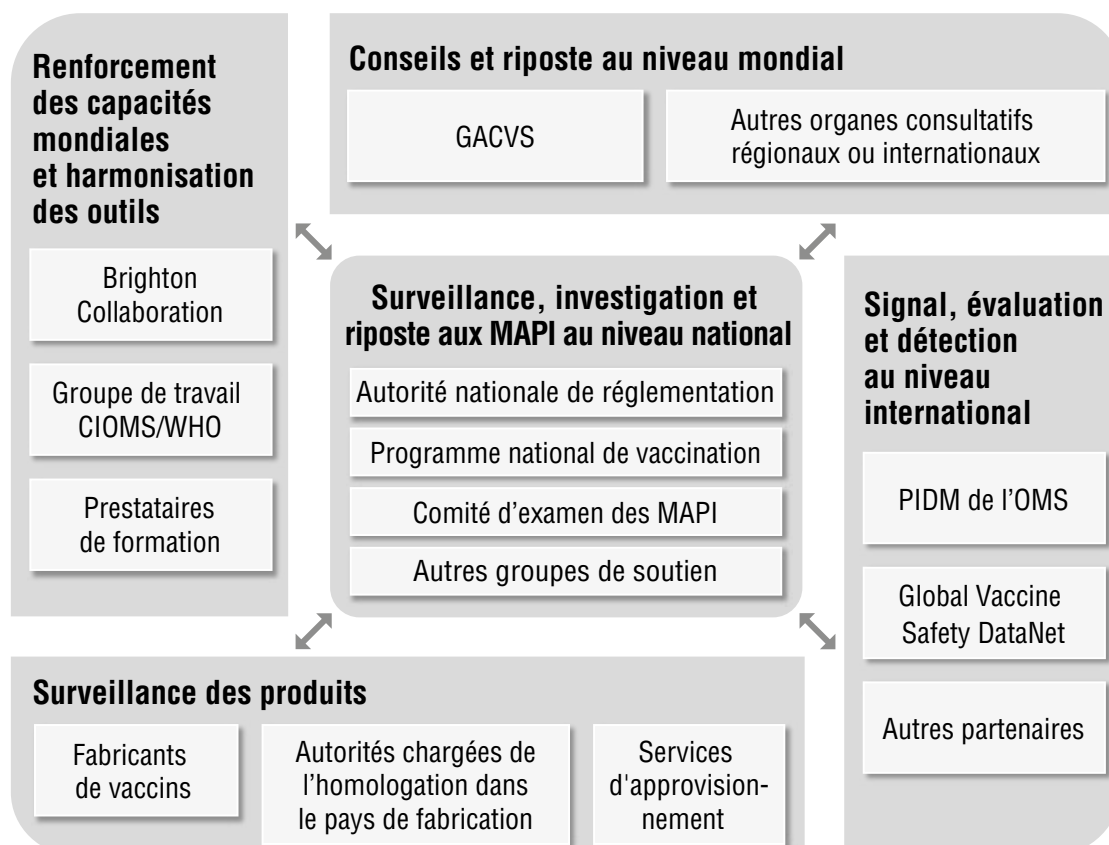 Renforcement
des capacités
mondiales
et harmonisation
des outils
Brighton
Collaboration
Groupe de travail
CIOMS/WHO
Prestataires
de formation
Conseils et riposte au niveau mondial
GACVS
Autres organes consultatifs
régionaux ou internationaux
Surveillance, investigation et
riposte aux MAPI au niveau national
Autorité nationale de réglementation
Programme national de vaccination
Comité d'examen des MAPI
Autres groupes de soutien
Signal, évaluation
et détection
au niveau
international
PIDM de l'OMS
Global Vaccine
Safety DataNet
Autres partenaires
Surveillance des produits
Fabricants
de vaccins
Autorités chargées de
l'homologation dans
le pays de fabrication
Services
d'approvision-
nement